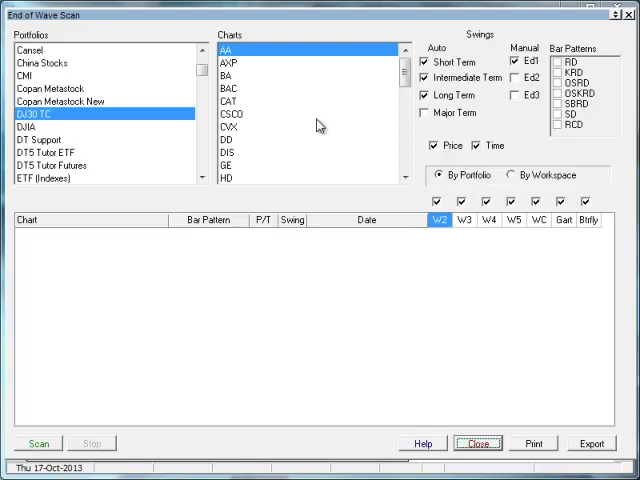 End of Wave Scan
Portfolios
Cansel
China Stocks
CMI
Copan Metastock
Copan Metastock New
DJ30 TC
DJIA
DT Support
DT5 Tutor ETF
DT5 Tutor Futures
ETF (Indexes)
Charts
AA
AXP
BA
BAC
CAT
CSCO
CVX
DD
DIS
GE
HD
Swings
Auto
Short Term
Intermediate Term
Long Term
Major Term
Manual
Ed1
Ed2
Ed3
Price Time
Bar Patterns
RD
KRD
OSRD
OSKRD
SBRD
SD
RCD
By Portfolio By Workspace
Chart Bar Pattern P/T Swing Date W2 W3 W4 W5 WC Gart Btrfly
Scan Stop Help Close Print Export
Thu 17-Oct-2013